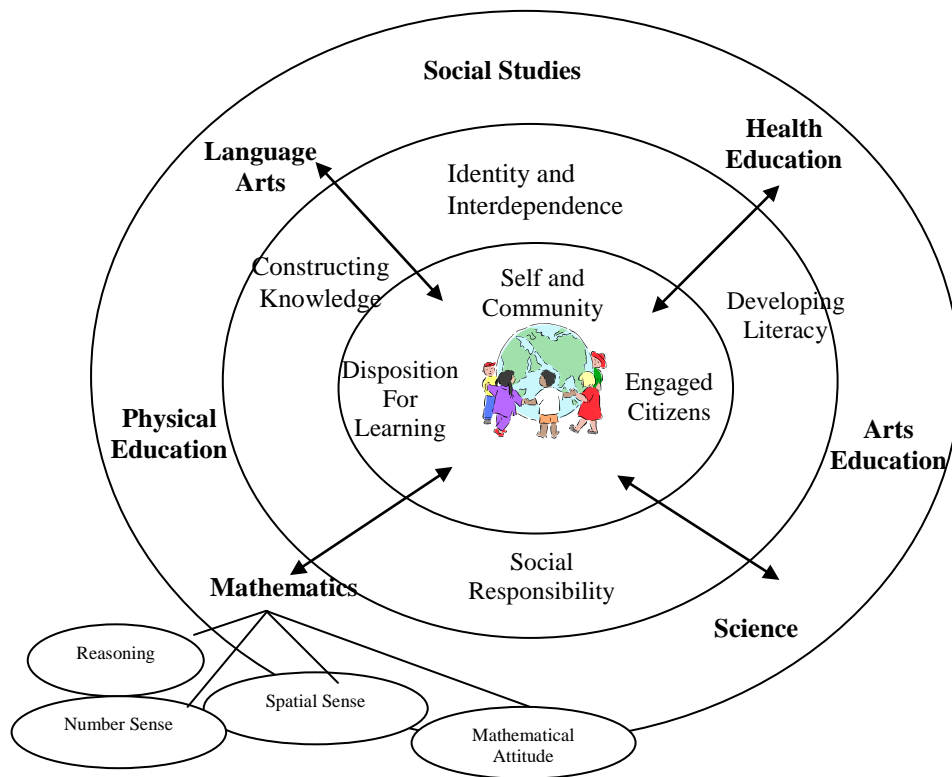 Social Studies
Language
Arts
Health
Education
Identity and
Interdependence
Constructing
Knowledge
Self and
Community
Developing
Literacy
Disposition
For
Learning
Engaged
Citizens
Physical
Education
Arts
Education
Social
Responsibility
Mathematics
Science
Reasoning
Number Sense
Spatial Sense
Mathematical
Attitude